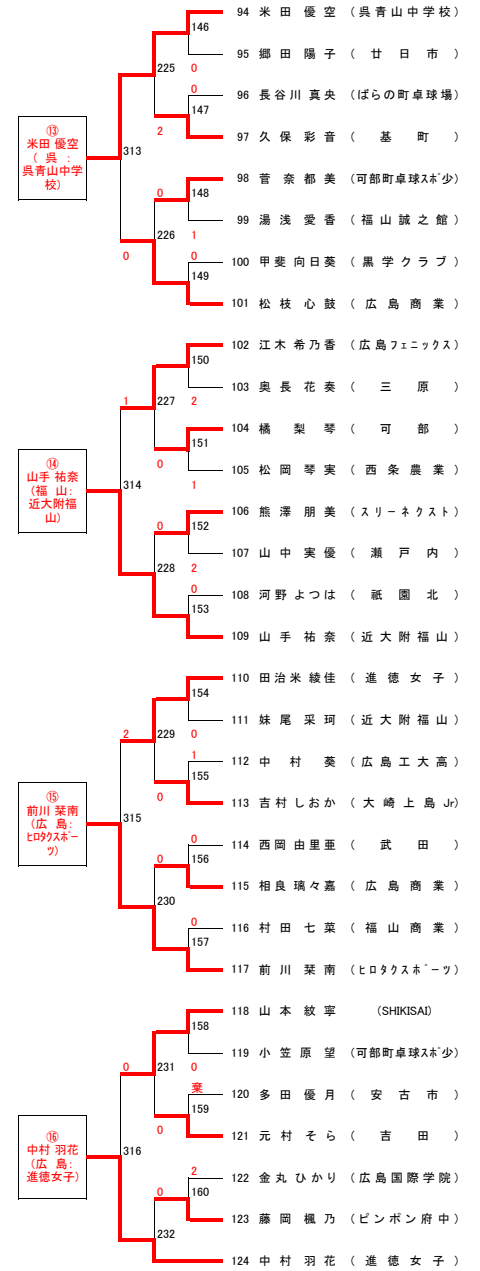 94 米田 優空 (呉青山中学校)
146
95 郷田 陽子 (廿日市)
225 0
0
96 長谷川 真央 (ばらの町卓球場)
147
2
97 久保 彩音 (基町)
⑬
米田 優空
(呉:
呉青山中学
校)
313
98 菅 奈都美 (可部町卓球スポ少)
0
148
99 湯浅 愛香 (福山誠之館)
226 1
0
0
100 甲斐 向日葵 (黒学クラブ)
149
101 松枝 心鼓 (広島商業)
102 江木 希乃香 (広島フェニックス)
150
103 奥長 花奏 (三原)
1
227 2
104 橘 梨琴 (可部)
151
0
105 松岡 琴実 (西条農業)
1
⑭
山手 祐奈
(福山:
近大附福
山)
314
106 熊澤 朋美 (スリーネクスト)
0
152
107 山中 実優 (瀬戸内)
228 2
0
108 河野 よつは (祇園北)
153
109 山手 祐奈 (近大附福山)
110 田治米 綾佳 (進徳女子)
154
111 妹尾 采珂 (近大附福山)
2
229 0
1
112 中村 葵 (広島工大高)
155
0
113 吉村 しおか (大崎上島 Jr)
⑮
前川 栞南
(広島:
ヒロタクスポー
ツ)
315
0
114 西岡 由里亜 (武田)
0
156
115 相良 璃々嘉 (広島商業)
230
0
116 村田 七菜 (福山商業)
157
117 前川 栞南 (ヒロタクスポーツ)
118 山本 紋寧 (SHIKISAI)
158
119 小笠原 望 (可部町卓球スポ少)
0
231 0
棄
120 多田 優月 (安古市)
159
0
121 元村 そら (吉田)
⑯
中村 羽花
(広島:
進徳女子)
316
2
122 金丸 ひかり (広島国際学院)
0
160
123 藤岡 楓乃 (ピンポン府中)
232
124 中村 羽花 (進徳女子)